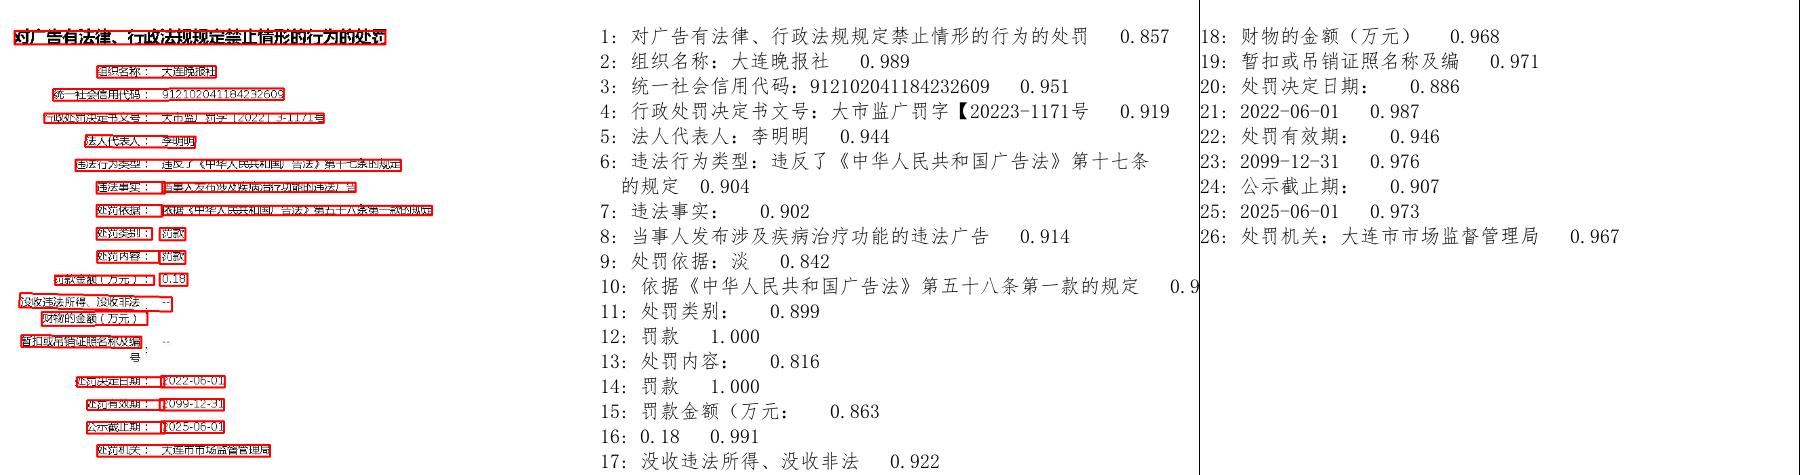 对广告有法律、行政法规规定禁止情形的行为的处罚
组织名称： 大连晚报社
统一社会信用代码： 912102041184232609
行政处罚决定书文号： 大市监广罚字〔2022〕3-1171号
法人代表人： 李明明
违法行为类型： 违反了《中华人民共和国广告法》第十七条的规定
违法事实： 当事人发布涉及疾病治疗功能的违法广告
处罚依据： 依据《中华人民共和国广告法》第五十八条第一款的规定
处罚类别： 罚款
处罚内容： 罚款
罚款金额（万元）： 0.18
没收违法所得、没收非法 --
财物的金额（万元）：
暂扣或吊销证照名称及编 --
号：
处罚决定日期： 2022-06-01
处罚有效期： 2099-12-31
公示截止期： 2025-06-01
处罚机关： 大连市市场监督管理局
1: 对广告有法律、行政法规规定禁止情形的行为的处罚 0.857
2: 组织名称：大连晚报社 0.989
3: 统一社会信用代码：912102041184232609 0.951
4: 行政处罚决定书文号：大市监广罚字【20223-1171号 0.919
5: 法人代表人：李明明 0.944
6: 违法行为类型：违反了《中华人民共和国广告法》第十七条
的规定 0.904
7: 违法事实： 0.902
8: 当事人发布涉及疾病治疗功能的违法广告 0.914
9: 处罚依据：淡 0.842
10: 依据《中华人民共和国广告法》第五十八条第一款的规定 0.9
11: 处罚类别： 0.899
12: 罚款 1.000
13: 处罚内容： 0.816
14: 罚款 1.000
15: 罚款金额（万元： 0.863
16: 0.18 0.991
17: 没收违法所得、没收非法 0.922
18: 财物的金额（万元） 0.968
19: 暂扣或吊销证照名称及编 0.971
20: 处罚决定日期： 0.886
21: 2022-06-01 0.987
22: 处罚有效期： 0.946
23: 2099-12-31 0.976
24: 公示截止期： 0.907
25: 2025-06-01 0.973
26: 处罚机关：大连市市场监督管理局 0.967